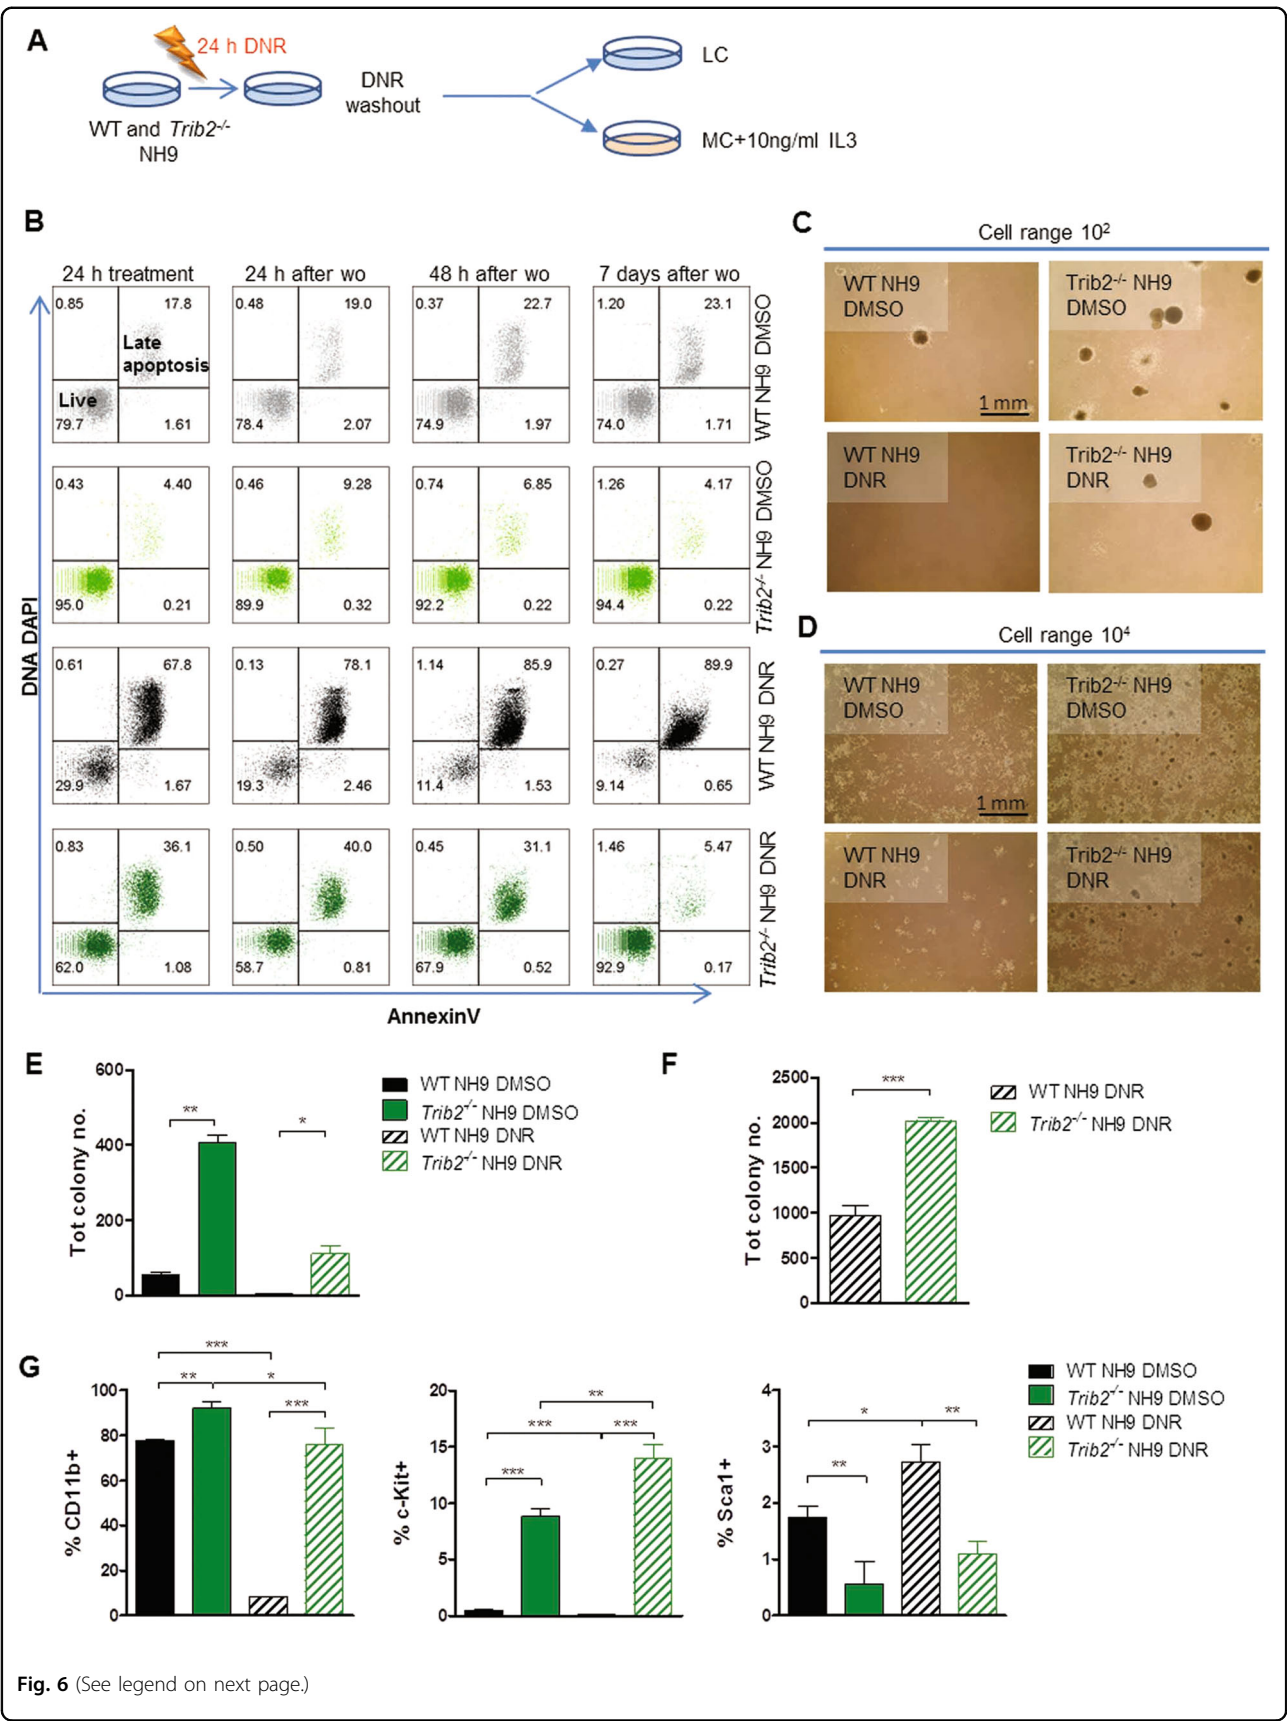 A
24 h DNR
WT and Trib2-/-
NH9
DNR
washout
LC
MC+10ng/ml IL3
B
24 h treatment
24 h after wo
48 h after wo
7 days after wo
0.85
17.8
Late
apoptosis
Live
79.7
1.61
0.48
19.0
78.4
2.07
0.37
22.7
74.9
1.97
1.20
23.1
74.0
1.71
WT NH9 DMSO
0.43
4.40
95.0
0.21
0.46
9.28
89.9
0.32
0.74
6.85
92.2
0.22
1.26
4.17
94.4
0.22
Trib2-/- NH9 DMSO
0.61
67.8
29.9
1.67
0.13
78.1
19.3
2.46
1.14
85.9
11.4
1.53
0.27
89.9
9.14
0.65
WT NH9 DNR
0.83
36.1
62.0
1.08
0.50
40.0
58.7
0.81
0.45
31.1
67.9
0.52
1.46
5.47
92.9
0.17
Trib2-/- NH9 DNR
DNA DAPI
AnnexinV
C
Cell range 10²
WT NH9
DMSO
1 mm
Trib2-/- NH9
DMSO
WT NH9
DNR
Trib2-/- NH9
DNR
D
Cell range 10⁴
WT NH9
DMSO
1 mm
Trib2-/- NH9
DMSO
WT NH9
DNR
Trib2-/- NH9
DNR
E
Tot colony no.
600
400
200
0
**
*
WT NH9 DMSO
Trib2-/- NH9 DMSO
WT NH9 DNR
Trib2-/- NH9 DNR
F
Tot colony no.
2500
2000
1500
1000
500
0
***
WT NH9 DNR
Trib2-/- NH9 DNR
G
% CD11b+
100
80
60
40
20
0
***
**
*
***
% c-Kit+
20
15
10
5
0
**
***
***
***
% Sca1+
4
3
2
1
0
*
**
**
WT NH9 DMSO
Trib2-/- NH9 DMSO
WT NH9 DNR
Trib2-/- NH9 DNR
Fig. 6 (See legend on next page.)